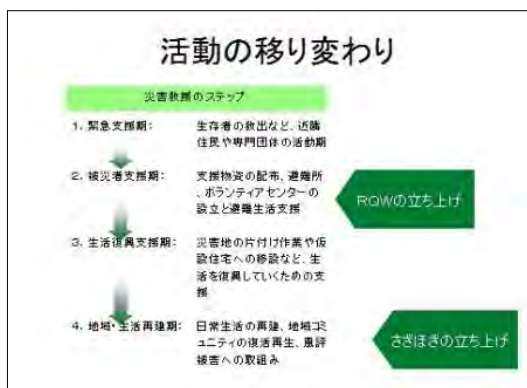 活動の移り変わり
災害救援のステップ
1. 緊急支援期: 生存者の救出など、近隣
住民や専門団体の活動期
2. 被災者支援期: 支援物資の配布、避難所
、ボランティアセンターの
設立と避難生活支援
RQWの立ち上げ
3. 生活復興支援期: 災害地の片付け作業や仮
設住宅への移設など、生
活を復興していくための支
援
4. 地域・生活再建期: 日常生活の再建、地域コミ
ュニティの復活再生、風評
被害への取組み
さざほざの立ち上げ